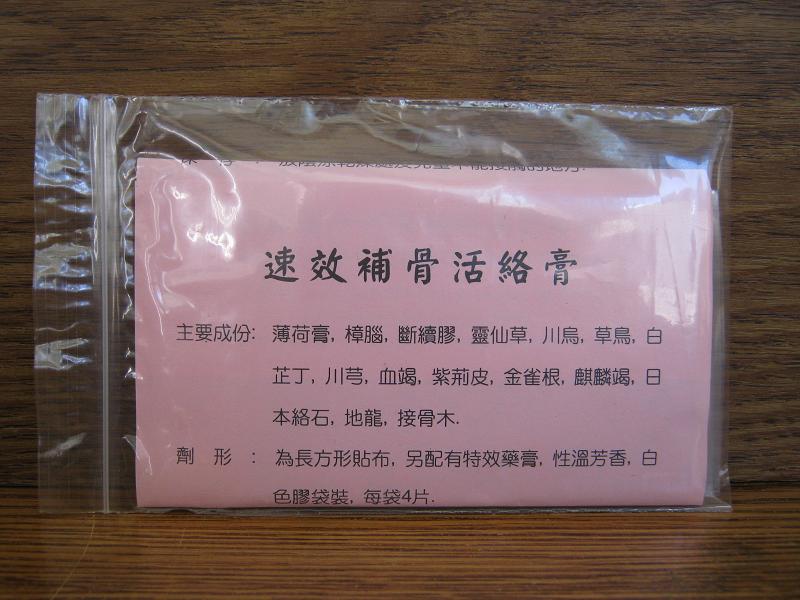 速效補骨活絡膏
主要成份: 薄荷膏, 樟腦, 斷續膠, 靈仙草, 川烏, 草鳥, 白
芷丁, 川芎, 血竭, 紫荊皮, 金雀根, 麒麟竭, 日
本絡石, 地龍, 接骨木.
劑 形 : 為長方形貼布, 另配有特效藥膏, 性溫芳香, 白
色膠袋裝, 每袋4片.